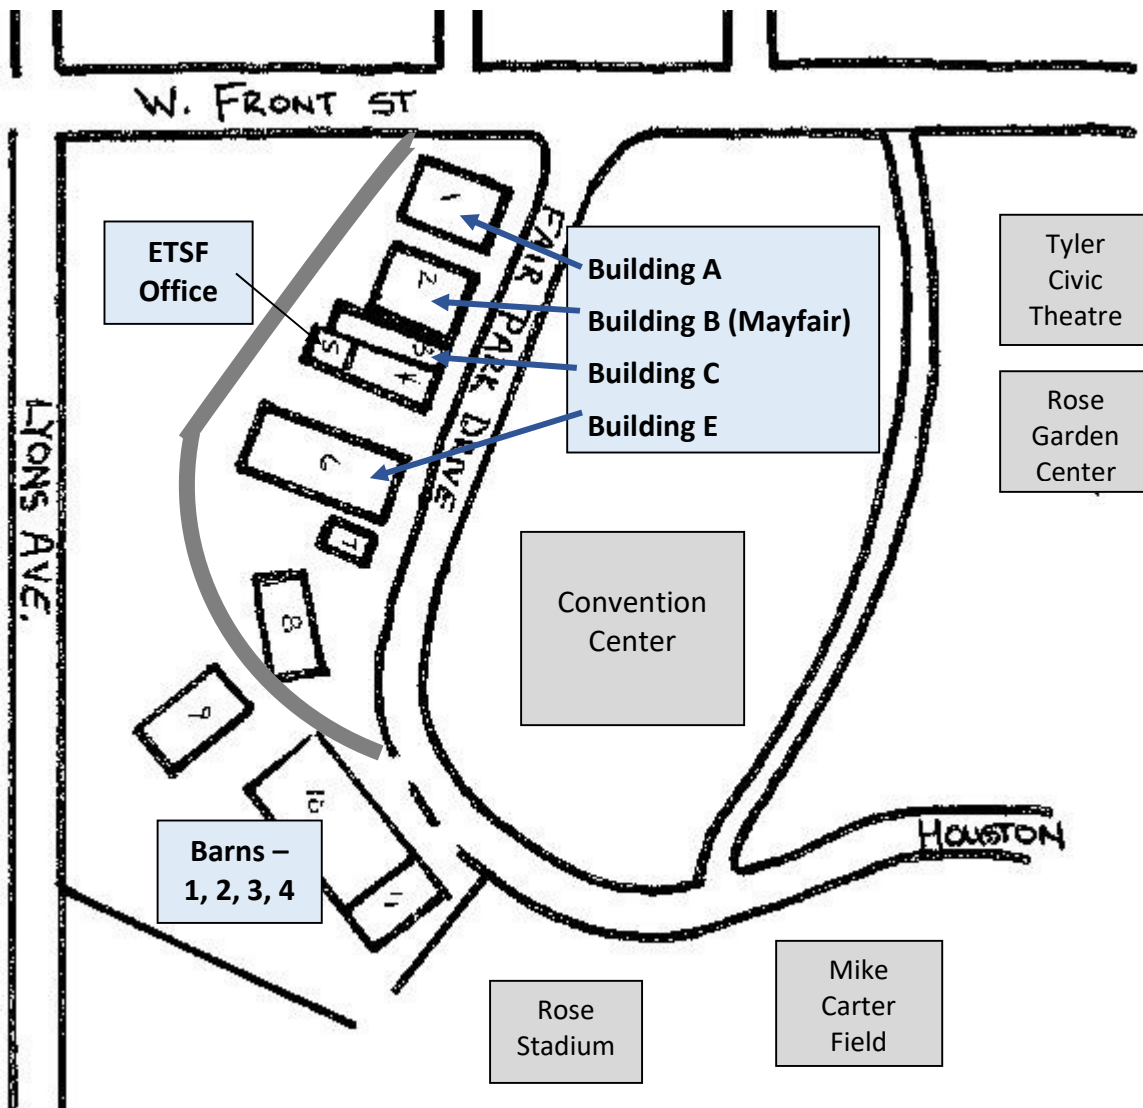 W. FRONT ST
1
FAIR PARK DRIVE
ETSF
Office
Building A
Building B (Mayfair)
Building C
Building E
2
3
4
5
6
7
8
9
10
11
LYONS AVE.
Tyler
Civic
Theatre
Rose
Garden
Center
Convention
Center
HOUSTON
Barns –
1, 2, 3, 4
Rose
Stadium
Mike
Carter
Field